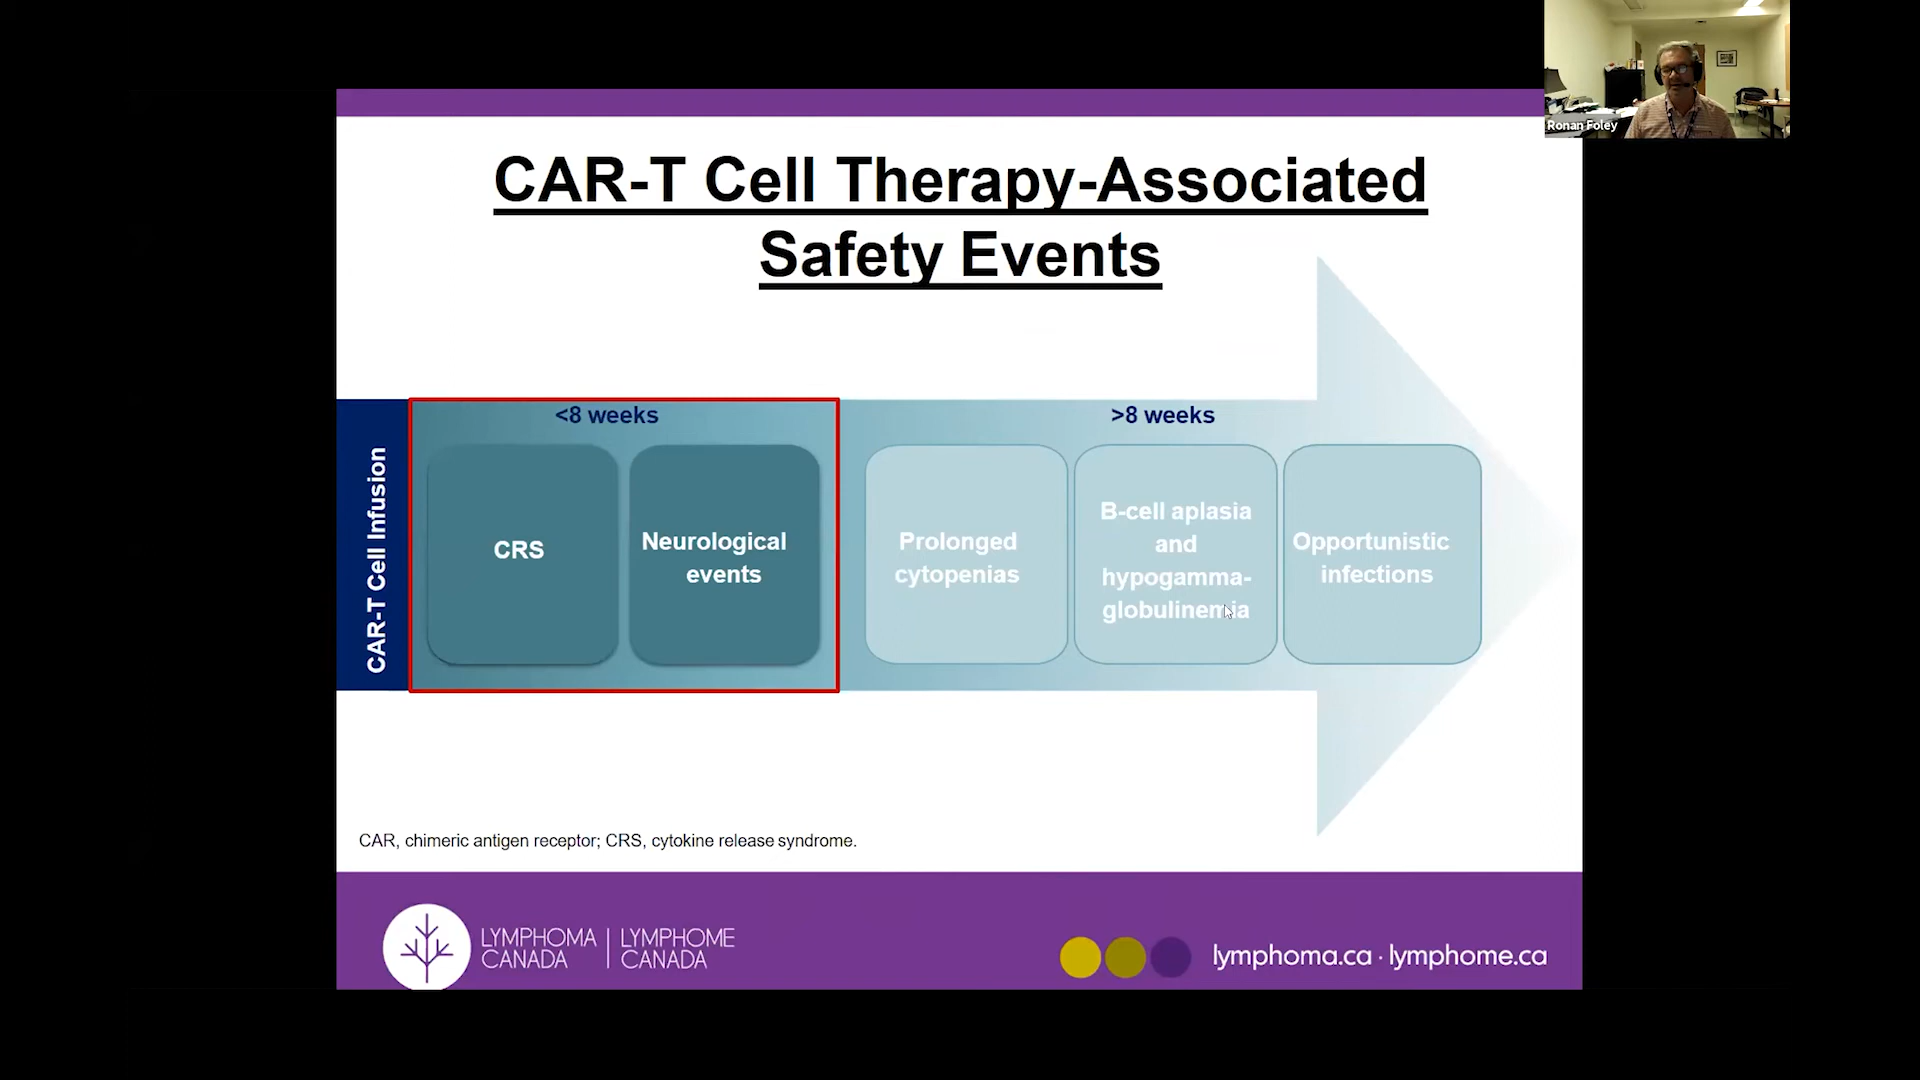 Ronan Foley
CAR-T Cell Therapy-Associated
Safety Events
CAR-T Cell Infusion
<8 weeks
CRS
Neurological
events
>8 weeks
Prolonged
cytopenias
B-cell aplasia
and
hypogamma-
globulinemia
Opportunistic
infections
CAR, chimeric antigen receptor; CRS, cytokine release syndrome.
LYMPHOMA
CANADA
LYMPHOME
CANADA
lymphoma.ca · lymphome.ca